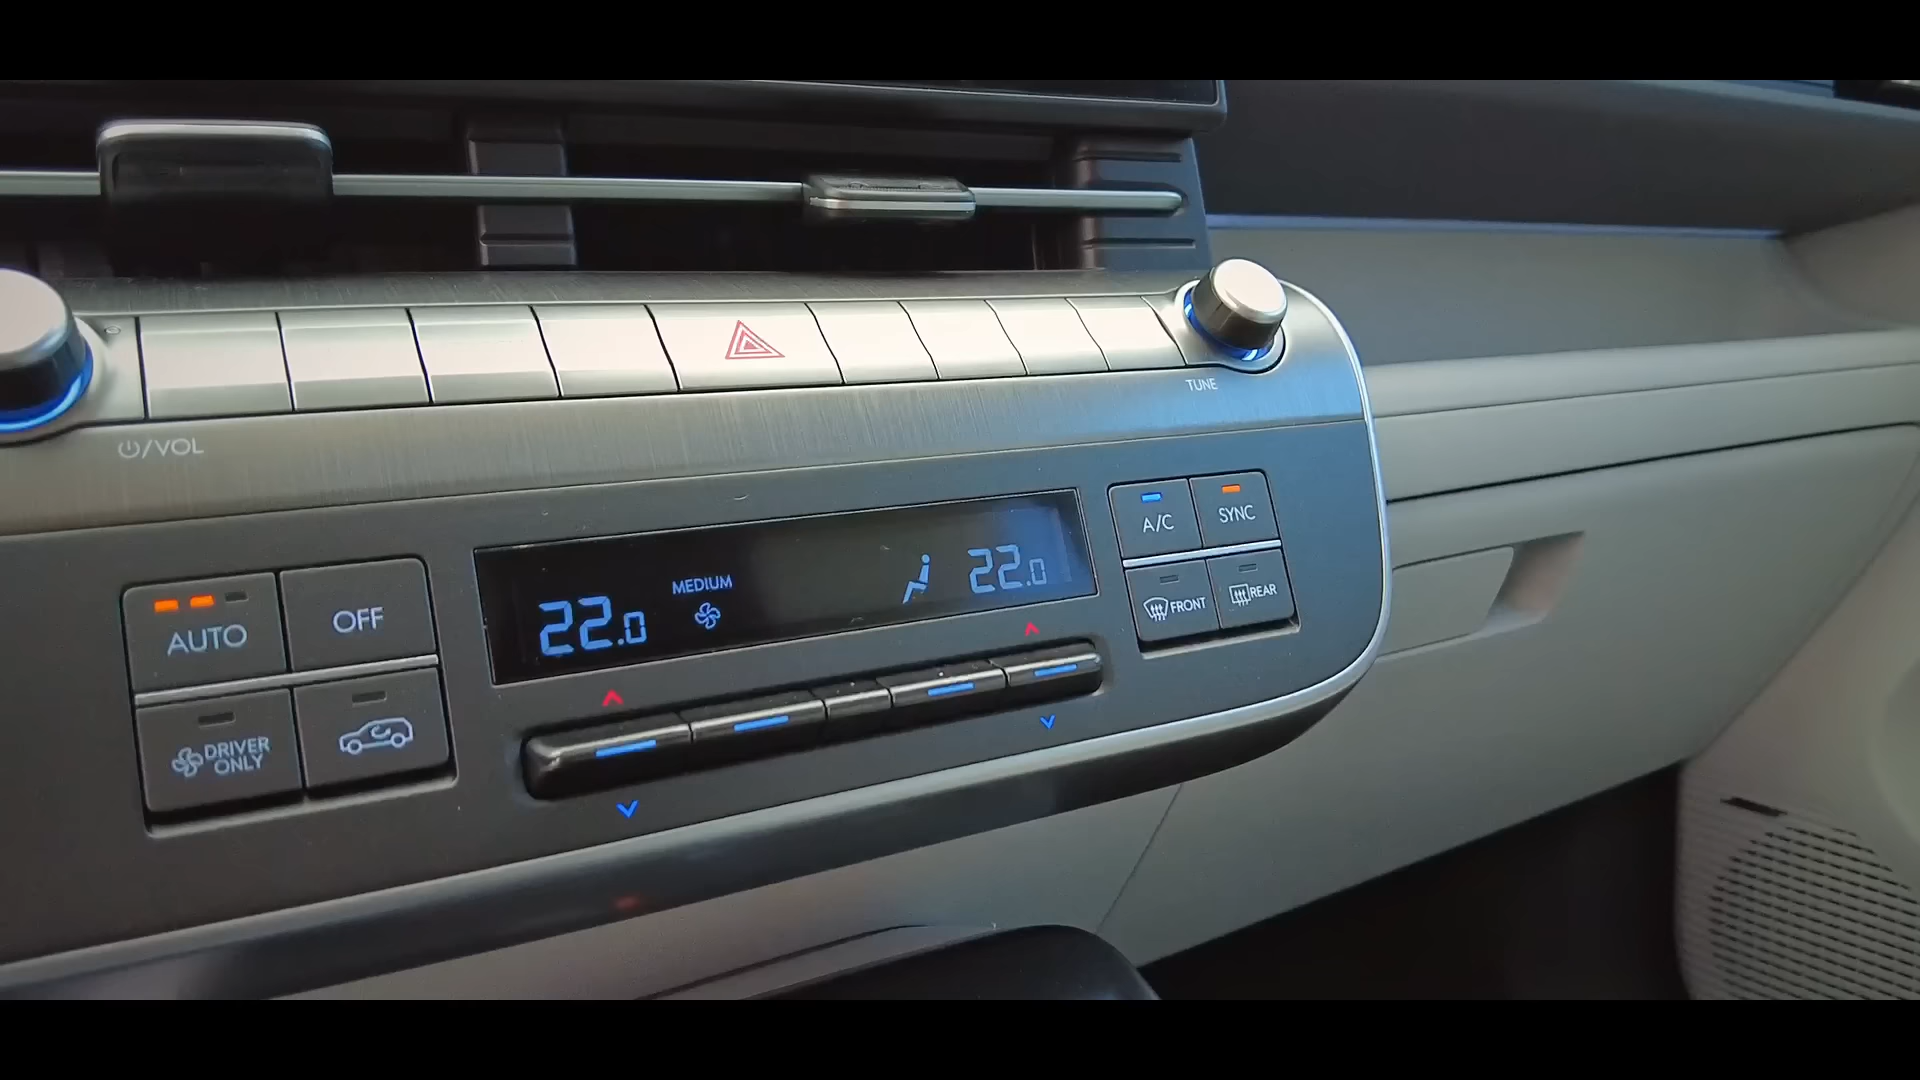 ⏻/VOL
TUNE
AUTO
OFF
DRIVER
ONLY
22.0
MEDIUM
22.0
A/C
SYNC
FRONT
REAR